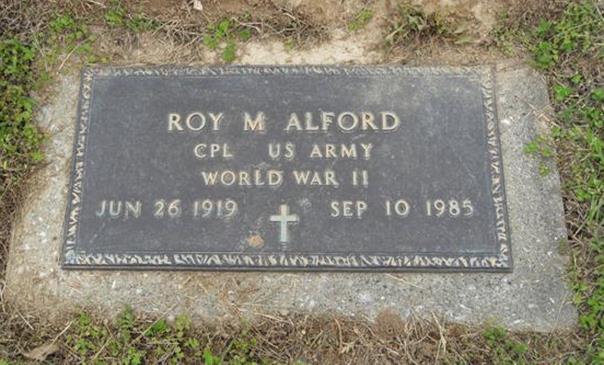 ROY M ALFORD
CPL US ARMY
WORLD WAR II
JUN 26 1919 SEP 10 1985